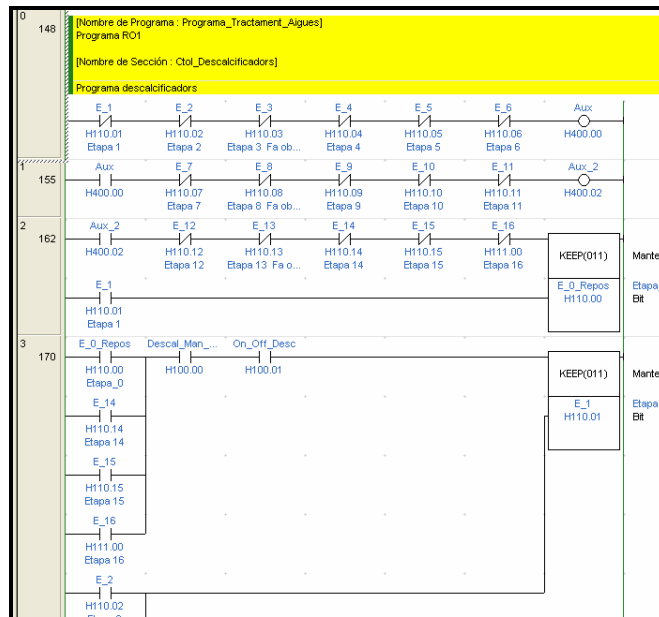 0
148
[Nombre de Programa : Programa_Tractament_Aigues]
Programa RO1
[Nombre de Sección : Ctol_Descalcificadors]
Programa descalcificadors
E_1 E_2 E_3 E_4 E_5 E_6 Aux
H110.01 H110.02 H110.03 H110.04 H110.05 H110.06 H400.00
Etapa 1 Etapa 2 Etapa 3 Fa ob... Etapa 4 Etapa 5 Etapa 6
1
155
Aux E_7 E_8 E_9 E_10 E_11 Aux_2
H400.00 H110.07 H110.08 H110.09 H110.10 H110.11 H400.02
Etapa 7 Etapa 8 Fa ob... Etapa 9 Etapa 10 Etapa 11
2
162
Aux_2 E_12 E_13 E_14 E_15 E_16
H400.02 H110.12 H110.13 H110.14 H110.15 H111.00
Etapa 12 Etapa 13 Fa o... Etapa 14 Etapa 15 Etapa 16
KEEP(011) Mante
E_1
H110.01
Etapa 1
E_0_Repos Etapa_
H110.00 Bit
3
170
E_0_Repos Descal_Man_... On_Off_Desc
H110.00 H100.00 H100.01
Etapa_0
KEEP(011) Mante
E_14
H110.14
Etapa 14
E_1 Etapa
H110.01 Bit
E_15
H110.15
Etapa 15
E_16
H111.00
Etapa 16
E_2
H110.02